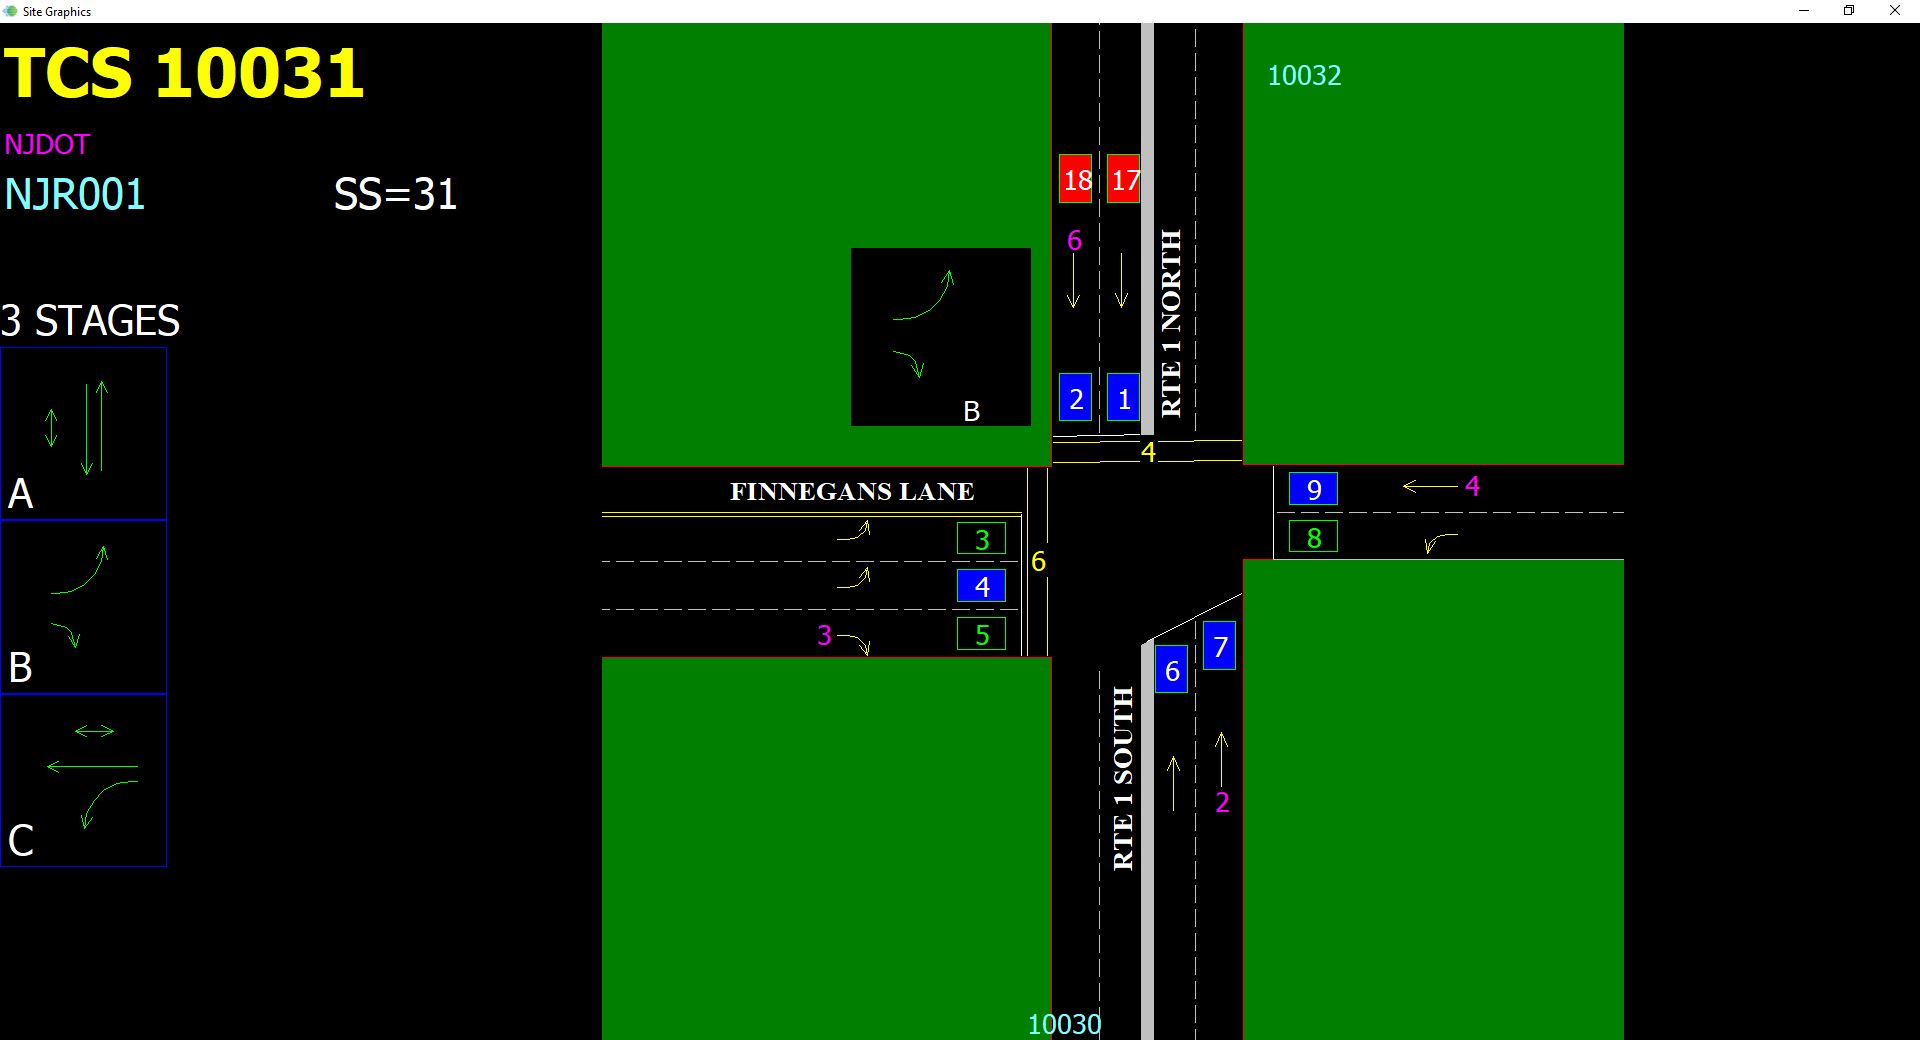 Site Graphics
TCS 10031
NJDOT
NJR001
SS=31
3 STAGES
A
B
C
10032
18
17
6
RTE 1 NORTH
B
2
1
4
FINNEGANS LANE
9
4
3
8
4
6
3
5
6
7
RTE 1 SOUTH
2
10030